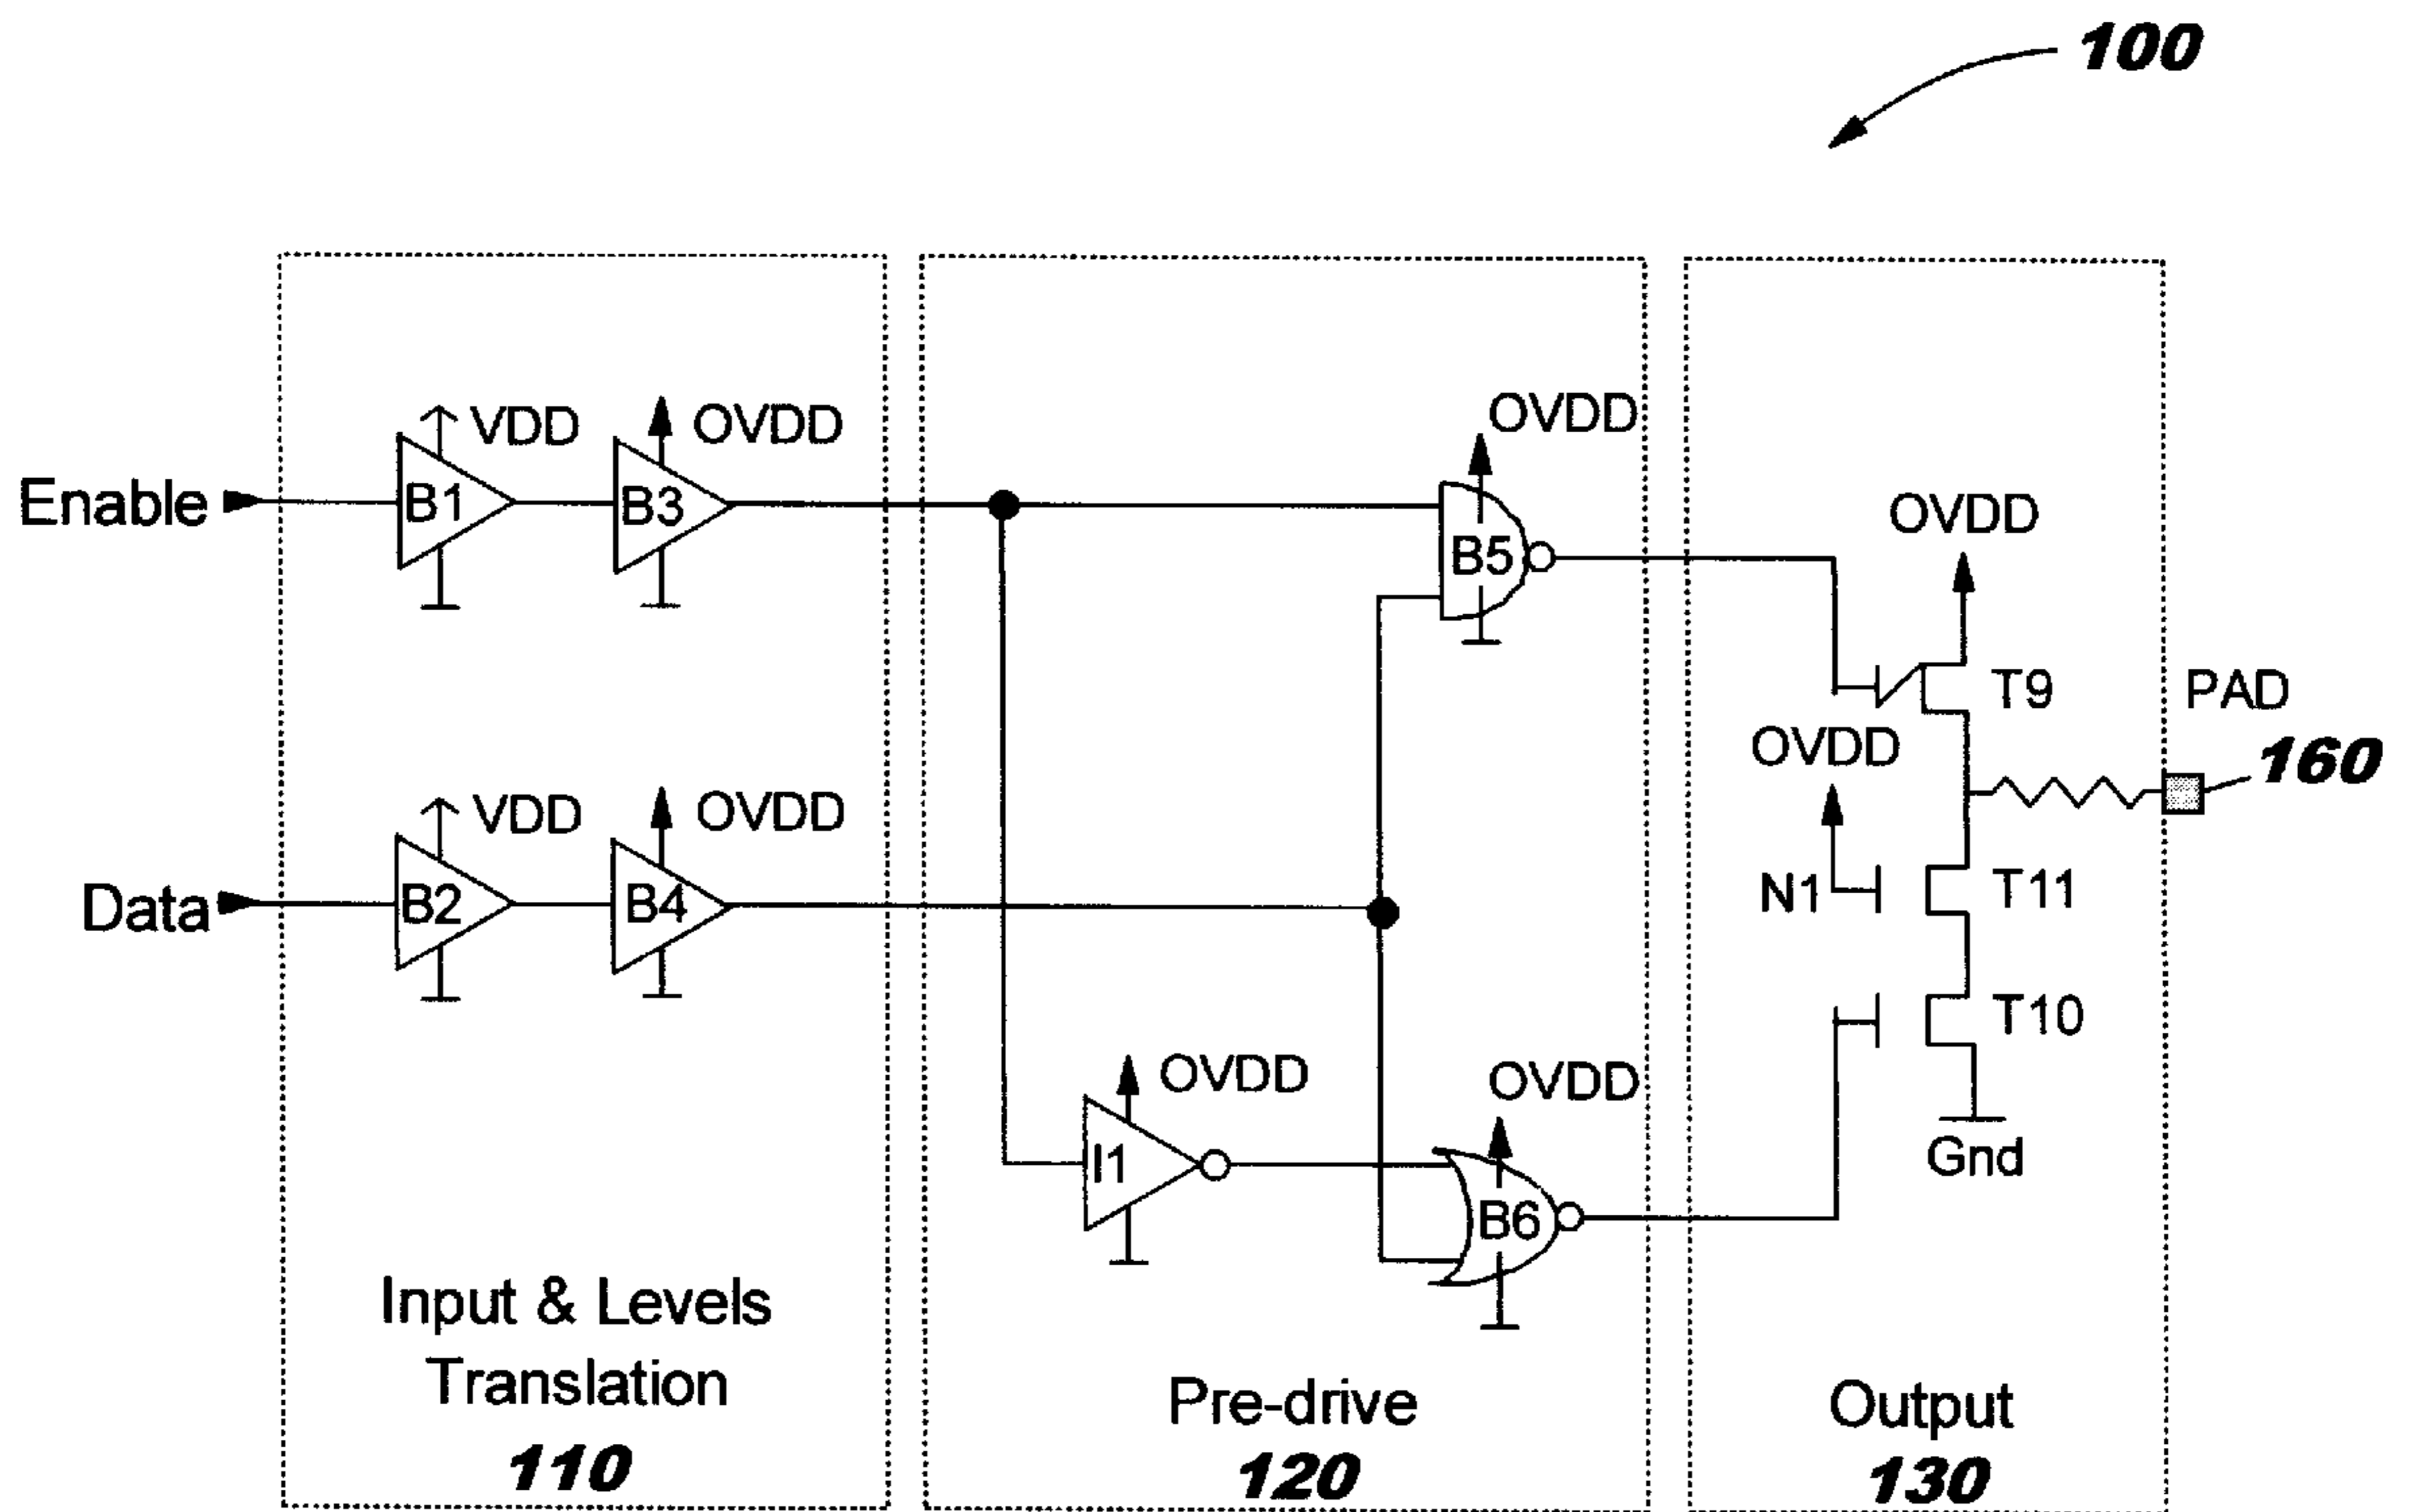 100
VDD
OVDD
OVDD
Enable
B1
B3
B5
OVDD
T9
PAD
OVDD
160
VDD
OVDD
Data
B2
B4
N1
T11
T10
OVDD
OVDD
I1
B6
Gnd
Input & Levels
Translation
110
Pre-drive
120
Output
130